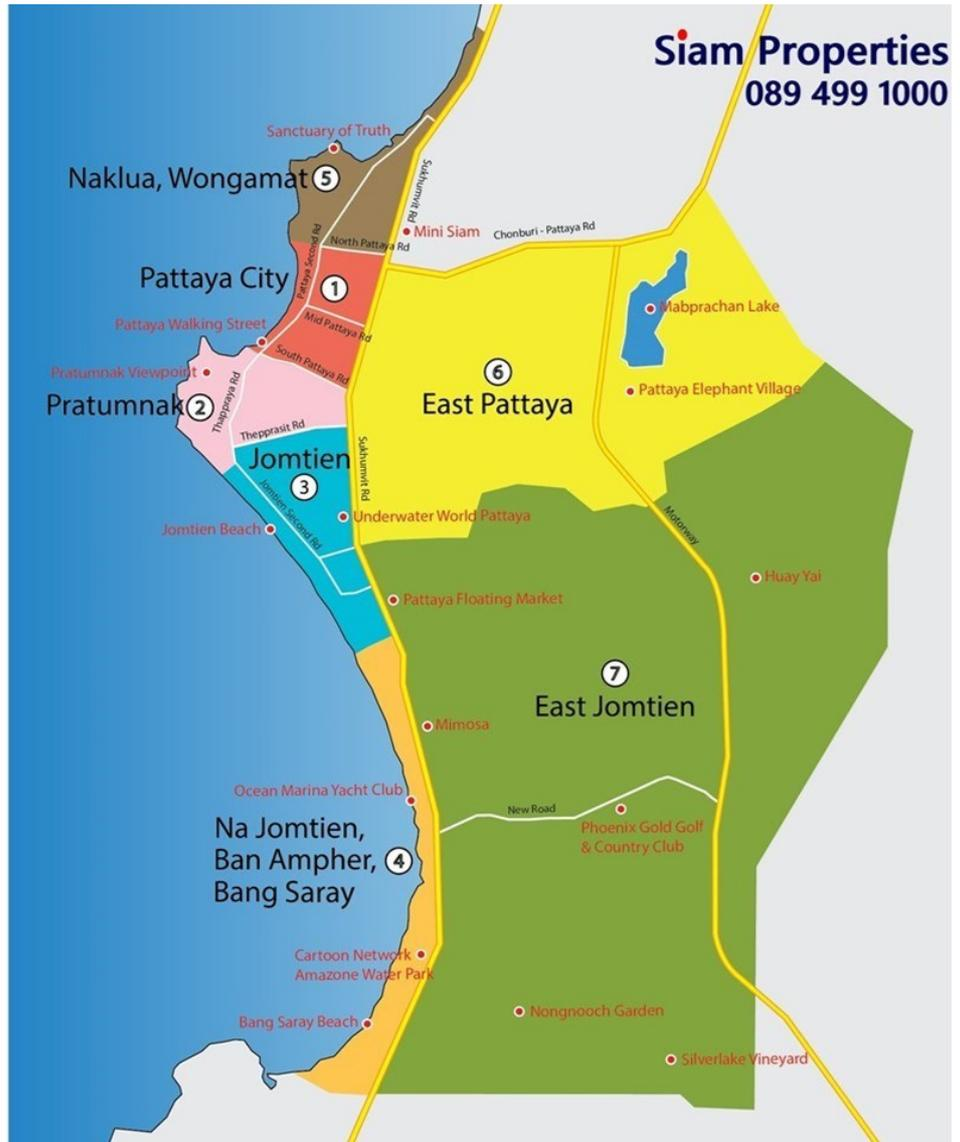 Siam Properties
089 499 1000
Sanctuary of Truth
Naklua, Wongamat 5
Sukhumvit Rd
Mini Siam
Chonburi - Pattaya Rd
North Pattaya Rd
Pattaya Second Rd
Pattaya City
1
Mabprachan Lake
Mid Pattaya Rd
Pattaya Walking Street
South Pattaya Rd
Pratumnak Viewpoint
6
East Pattaya
Pattaya Elephant Village
Pratumnak 2
Thappraya Rd
Thepprasit Rd
Jomtien
3
Sukhumvit Rd
Jomtien Second Rd
Underwater World Pattaya
Jomtien Beach
Motorway
Huay Yai
Pattaya Floating Market
7
East Jomtien
Mimosa
Ocean Marina Yacht Club
New Road
Phoenix Gold Golf
& Country Club
Na Jomtien,
Ban Ampher, 4
Bang Saray
Cartoon Network
Amazone Water Park
Bang Saray Beach
Nongnooch Garden
Silverlake Vineyard